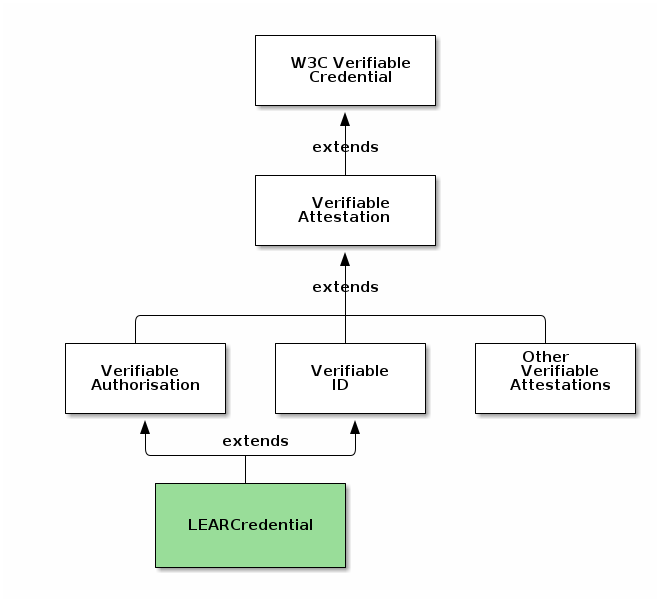 W3C Verifiable
Credential
extends
Verifiable
Attestation
extends
Verifiable
Authorisation
Verifiable
ID
Other
Verifiable
Attestations
extends
LEARCredential